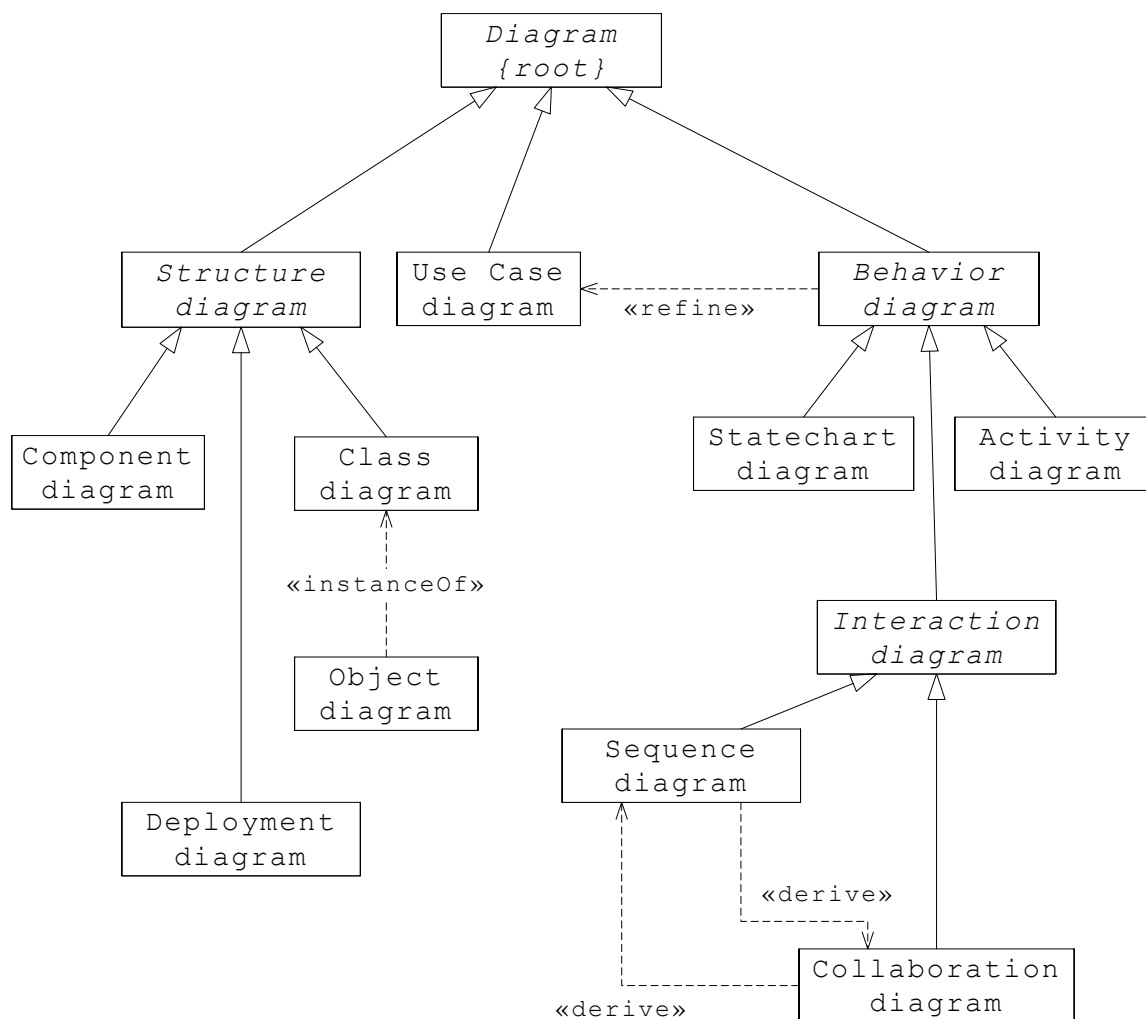 Diagram
{root}
Structure
diagram
Use Case
diagram
Behavior
diagram
«refine»
Component
diagram
Class
diagram
Statechart
diagram
Activity
diagram
«instanceOf»
Interaction
diagram
Object
diagram
Sequence
diagram
Deployment
diagram
«derive»
Collaboration
diagram
«derive»